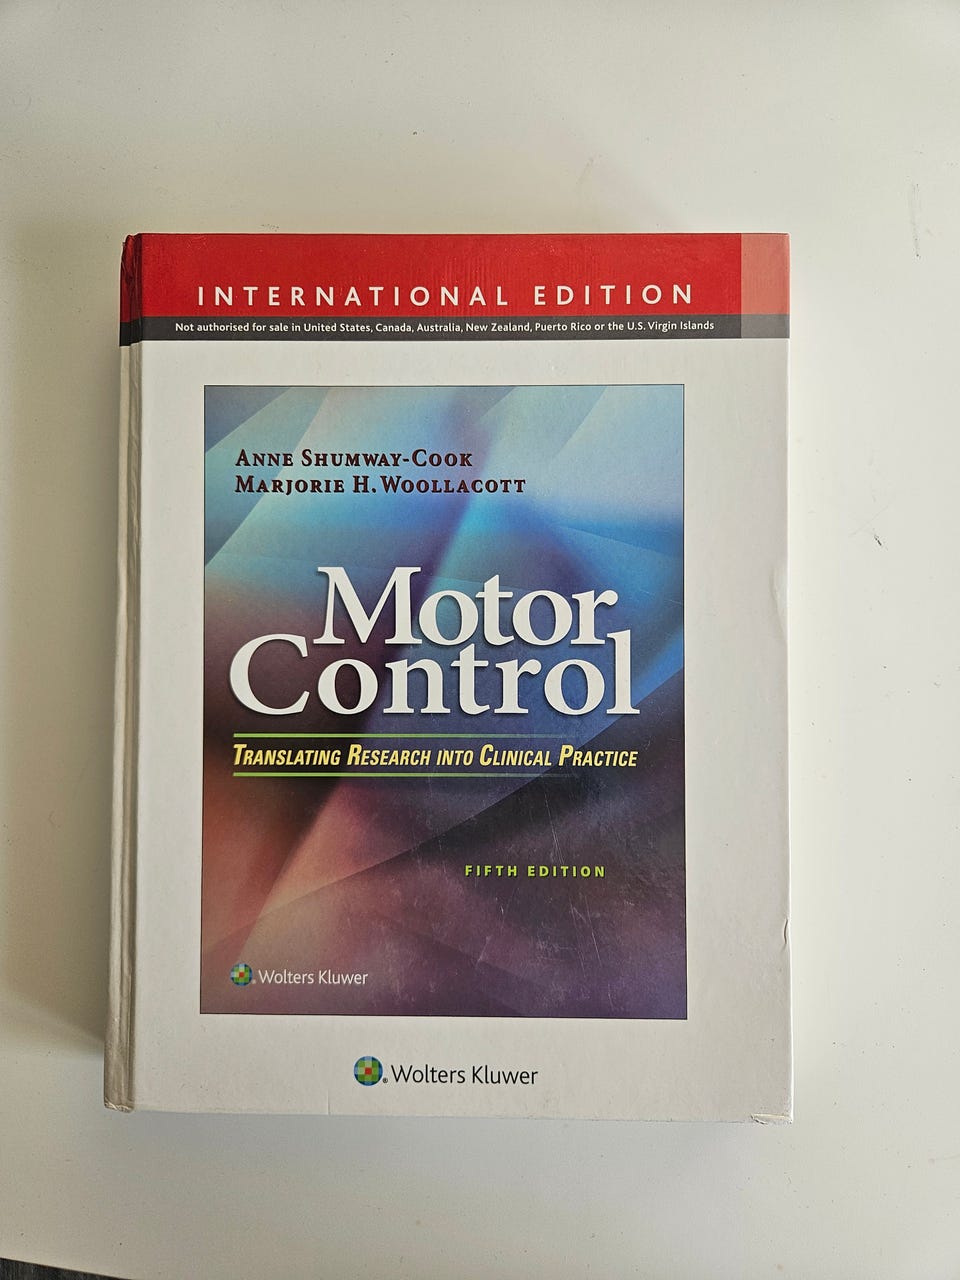 INTERNATIONAL EDITION
Not authorised for sale in United States, Canada, Australia, New Zealand, Puerto Rico or the U.S. Virgin Islands
ANNE SHUMWAY-COOK
MARJORIE H. WOOLLACOTT
Motor
Control
TRANSLATING RESEARCH INTO CLINICAL PRACTICE
FIFTH EDITION
Wolters Kluwer
Wolters Kluwer